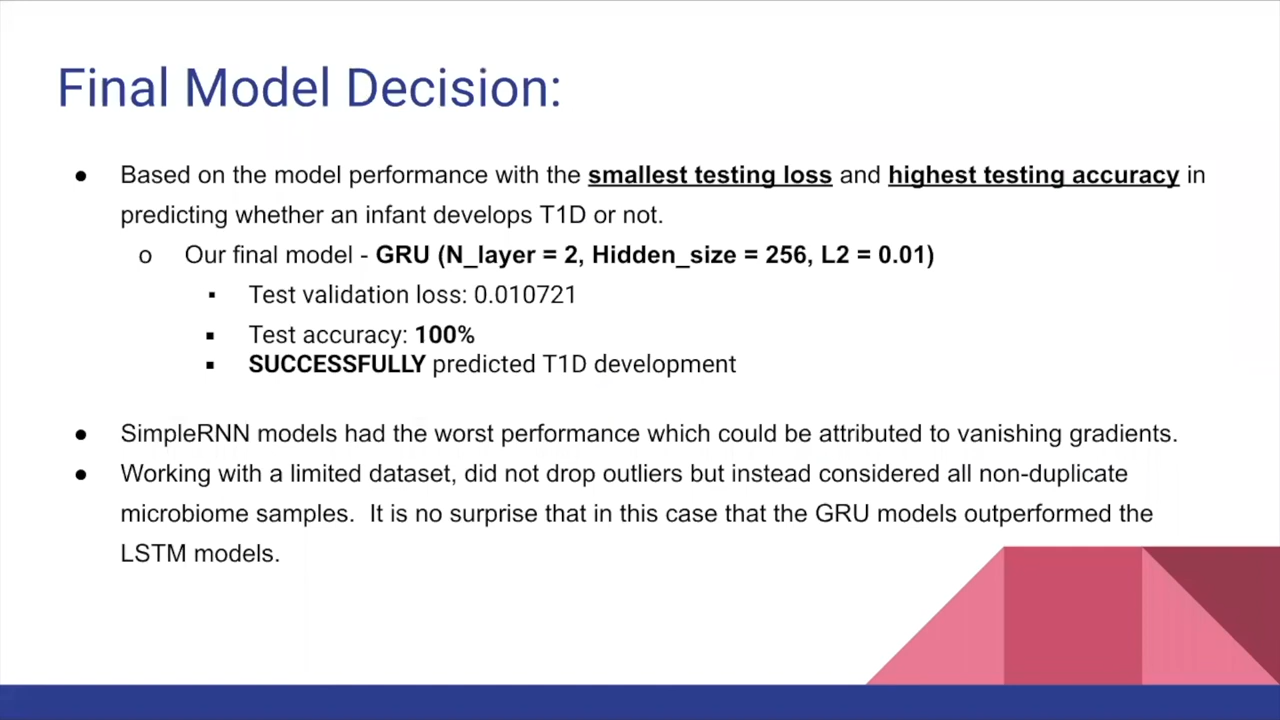 Final Model Decision:
● Based on the model performance with the smallest testing loss and highest testing accuracy in
predicting whether an infant develops T1D or not.
o Our final model - GRU (N_layer = 2, Hidden_size = 256, L2 = 0.01)
▪ Test validation loss: 0.010721
▪ Test accuracy: 100%
▪ SUCCESSFULLY predicted T1D development
● SimpleRNN models had the worst performance which could be attributed to vanishing gradients.
● Working with a limited dataset, did not drop outliers but instead considered all non-duplicate
microbiome samples.  It is no surprise that in this case that the GRU models outperformed the
LSTM models.